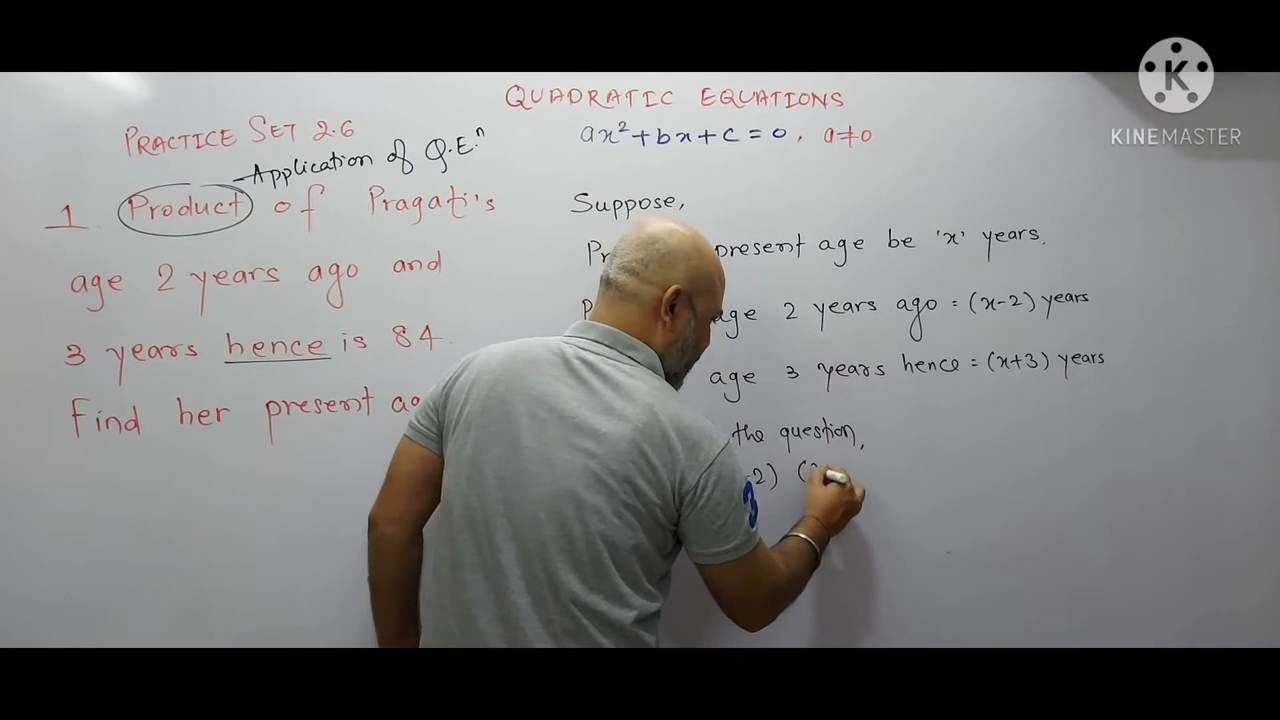 QUADRATIC EQUATIONS
ax²+bx+c=0, a≠0
PRACTICE SET 2.6
Application of Q.Eⁿ
1. Product of Pragati's
age 2 years ago and
3 years hence is 84.
Find her present
Suppose,
present age be 'x' years.
age 2 years ago = (x-2) years
age 3 years hence = (x+3) years
the question,
2) (
3
K
KINEMASTER